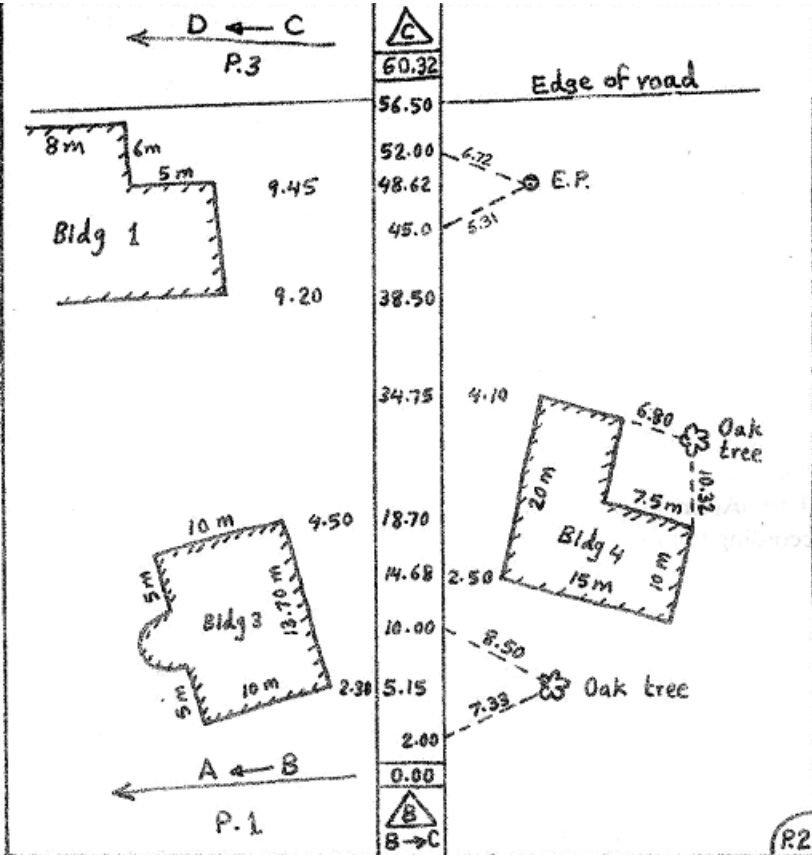 D ← C
P.3
C
60.32
Edge of road
56.50
8m
6m
5m
52.00
6.72
9.45
48.62
E.P.
Bldg 1
45.0
5.31
9.20
38.50
34.75
4.10
6.80
Oak
tree
20m
7.5m
10.32
10 m
4.50
18.70
Bldg 4
5m
14.68
2.50
15m
10 m
Bldg 3
13.70 m
10.00
8.50
5m
10 m
2.30
5.15
Oak tree
7.33
2.00
A ← B
0.00
P.1
B
B→C
P.2